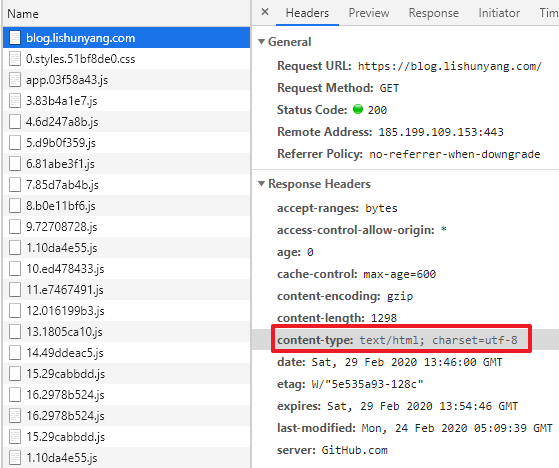 Name
blog.lishunyang.com
0.styles.51bf8de0.css
app.03f58a43.js
3.83b4a1e7.js
4.6d247a8b.js
5.d9b0f359.js
6.81abe3f1.js
7.85d7ab4b.js
8.b0e11bf6.js
9.72708728.js
1.10da4e55.js
10.ed478433.js
11.e7467491.js
12.016199b3.js
13.1805ca10.js
14.49ddeac5.js
15.29cabbdd.js
16.2978b524.js
16.2978b524.js
15.29cabbdd.js
1.10da4e55.js
Headers Preview Response Initiator Tim
General
Request URL: https://blog.lishunyang.com/
Request Method: GET
Status Code: 200
Remote Address: 185.199.109.153:443
Referrer Policy: no-referrer-when-downgrade
Response Headers
accept-ranges: bytes
access-control-allow-origin: *
age: 0
cache-control: max-age=600
content-encoding: gzip
content-length: 1298
content-type: text/html; charset=utf-8
date: Sat, 29 Feb 2020 13:46:00 GMT
etag: W/"5e535a93-128c"
expires: Sat, 29 Feb 2020 13:54:46 GMT
last-modified: Mon, 24 Feb 2020 05:09:39 GMT
server: GitHub.com